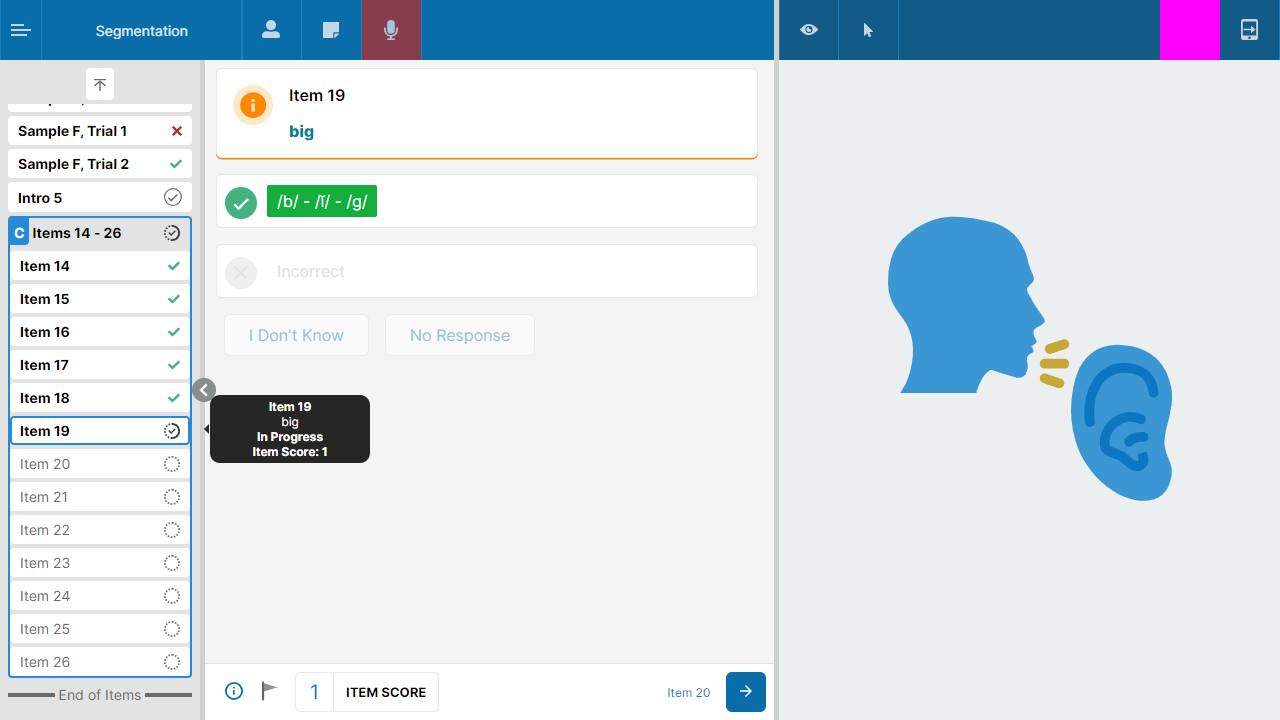 Segmentation
Sample F, Trial 1
Sample F, Trial 2
Intro 5
C Items 14 - 26
Item 14
Item 15
Item 16
Item 17
Item 18
Item 19
Item 20
Item 21
Item 22
Item 23
Item 24
Item 25
Item 26
End of Items
Item 19
big
/b/ - /ĭ/ - /g/
Incorrect
I Don't Know No Response
Item 19
big
In Progress
Item Score: 1
1 ITEM SCORE
Item 20